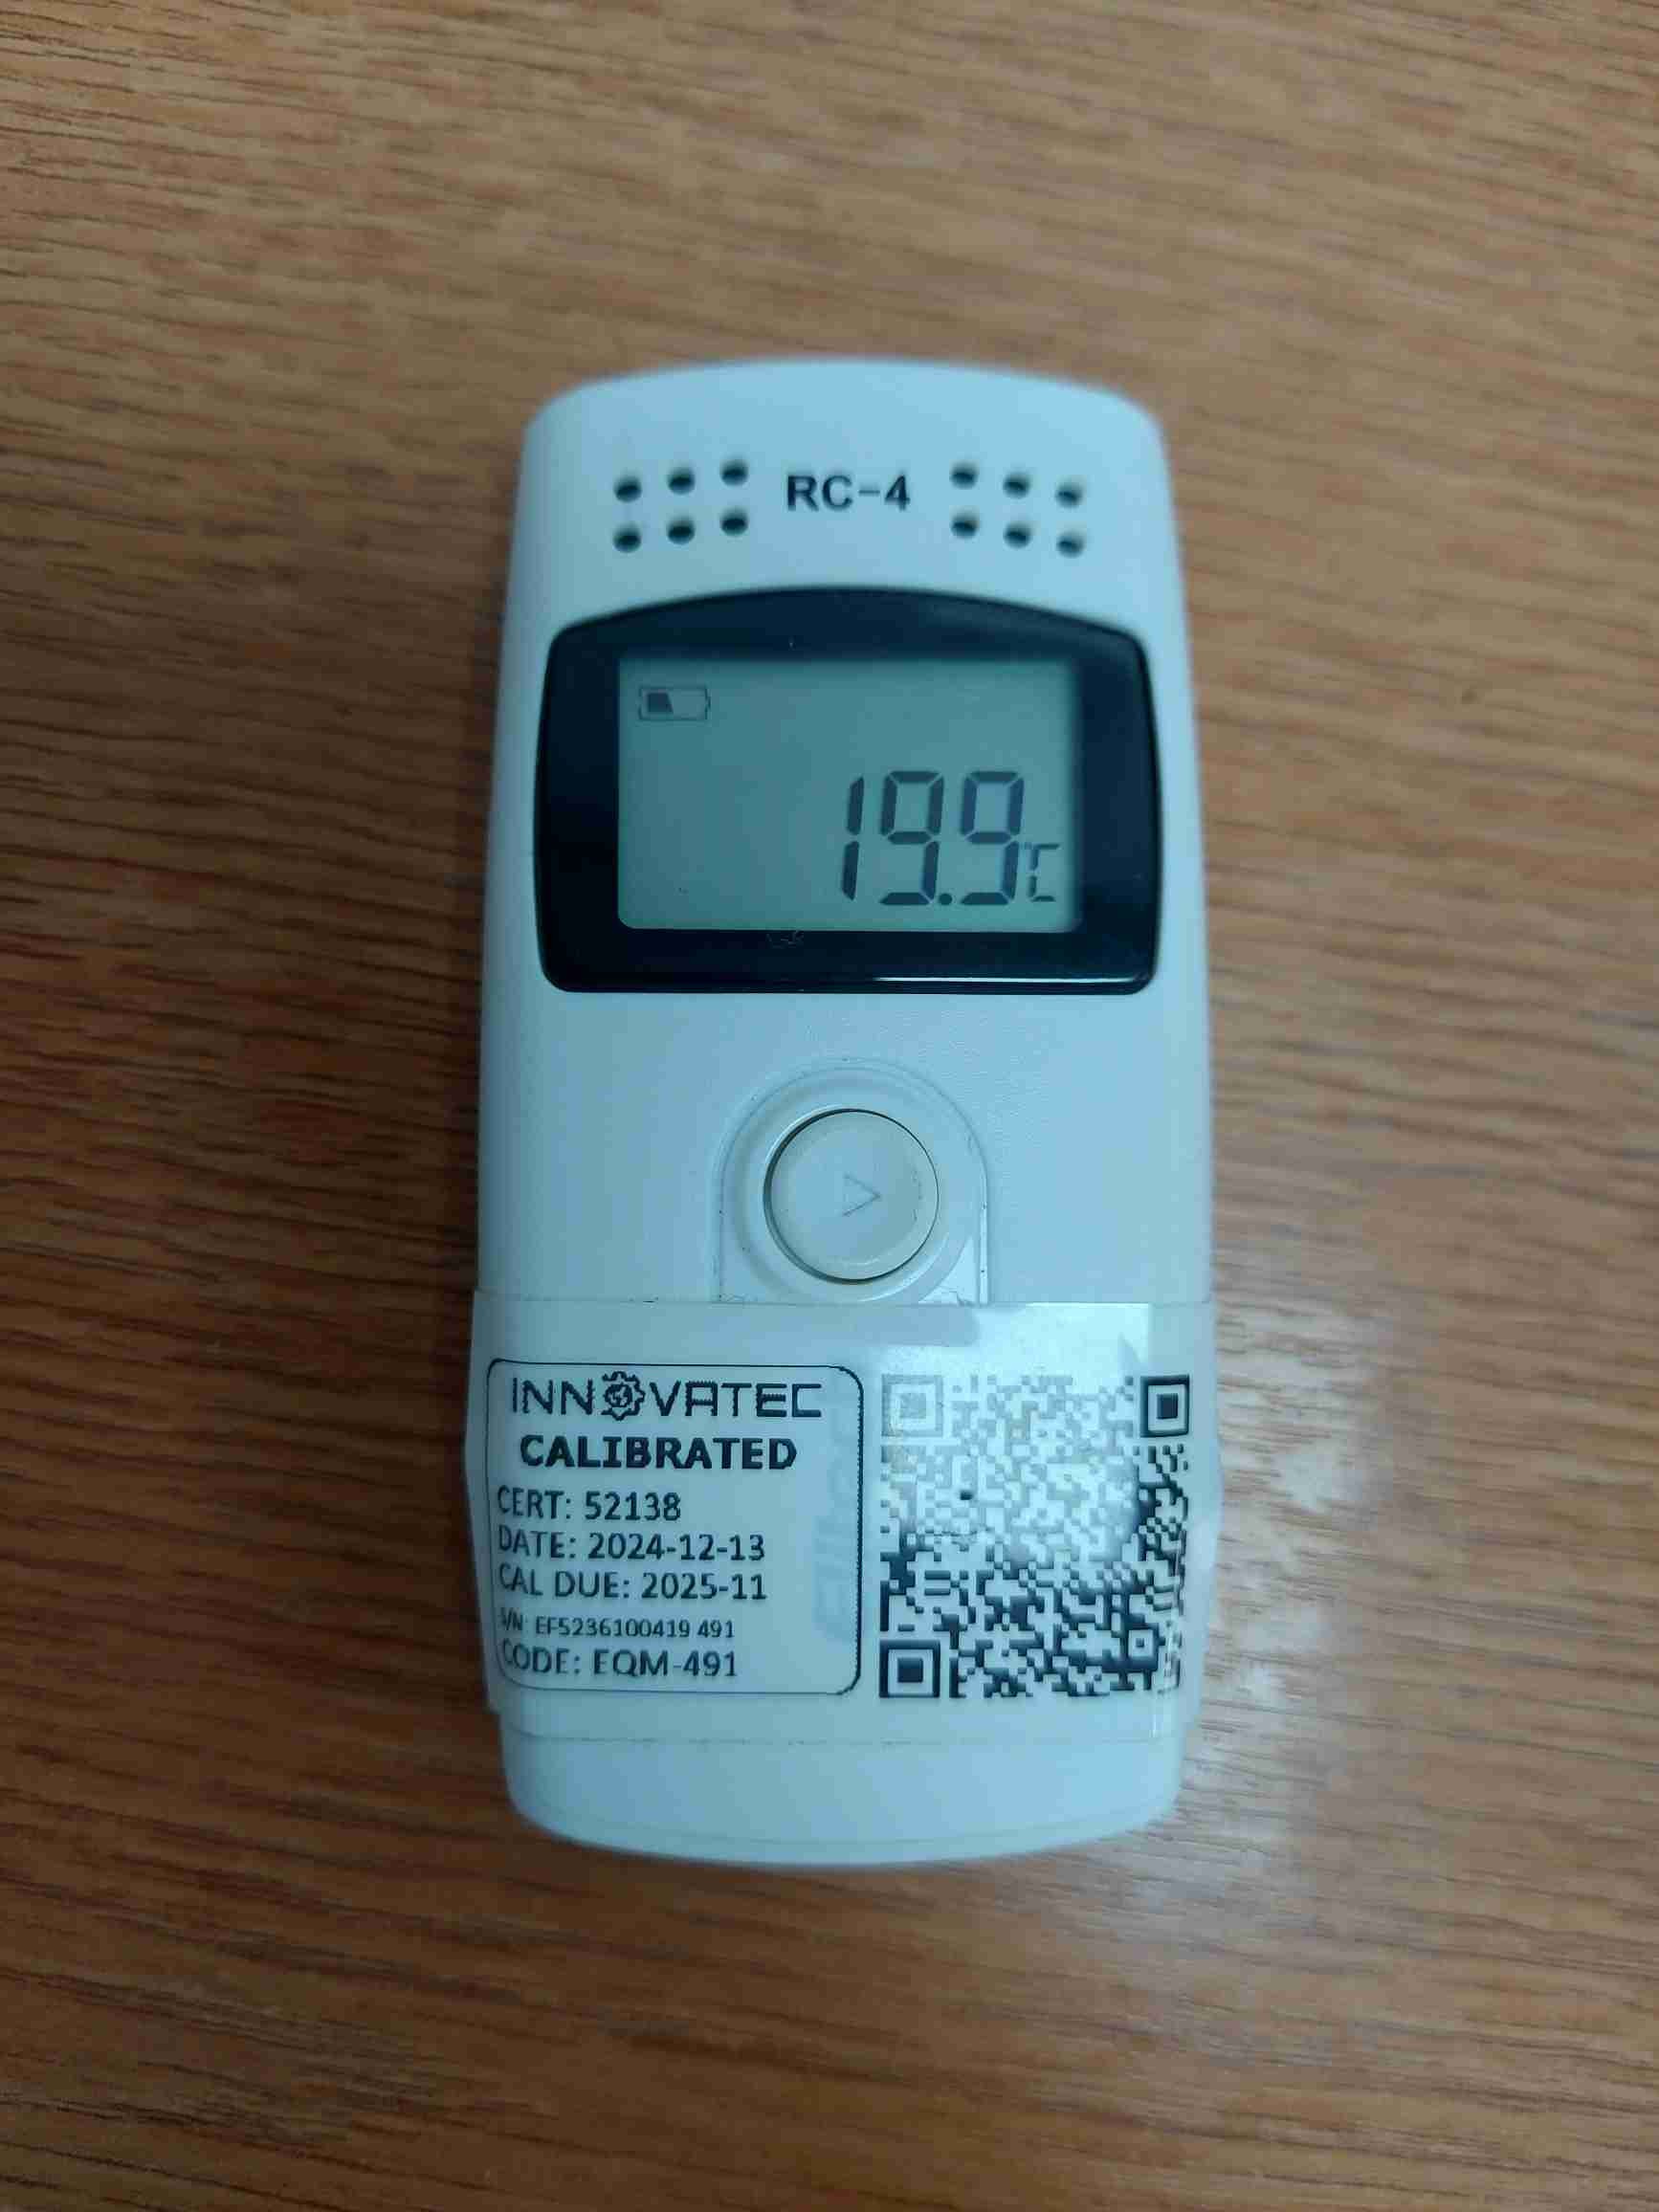 RC-4
19.9℃
INNOVATEC
CALIBRATED
CERT: 52138
DATE: 2024-12-13
CAL DUE: 2025-11
S/N: EF5236100419 491
CODE: EQM-491